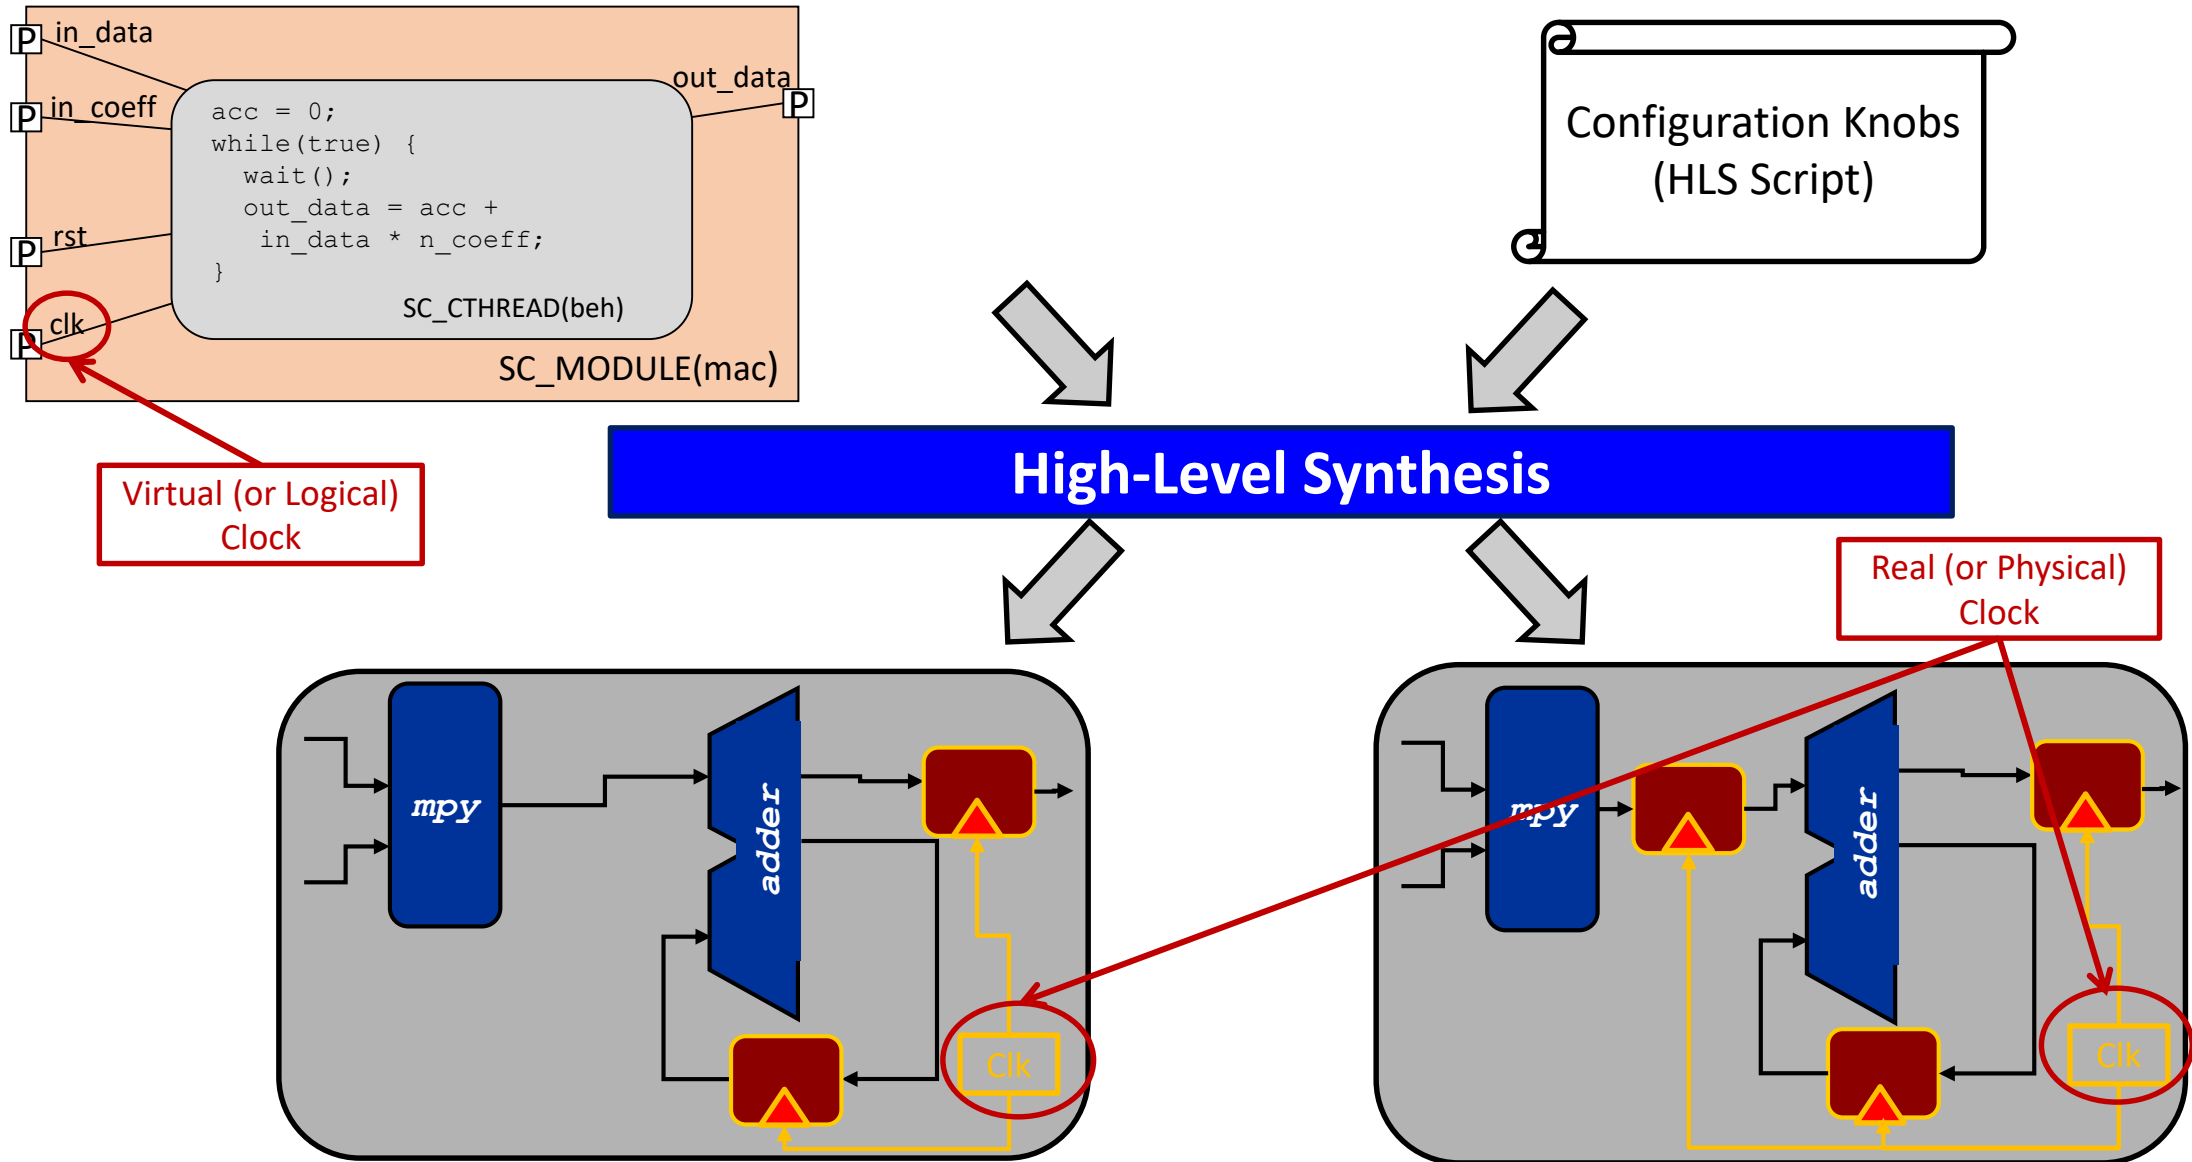 P in_data
P in_coeff
out_data P
acc = 0;
while(true) {
wait();
out_data = acc +
in_data * n_coeff;
}
P rst
P clk
SC_CTHREAD(beh)
SC_MODULE(mac)
Configuration Knobs
(HLS Script)
High-Level Synthesis
Virtual (or Logical)
Clock
Real (or Physical)
Clock
mpy
adder
Clk
mpy
adder
Clk